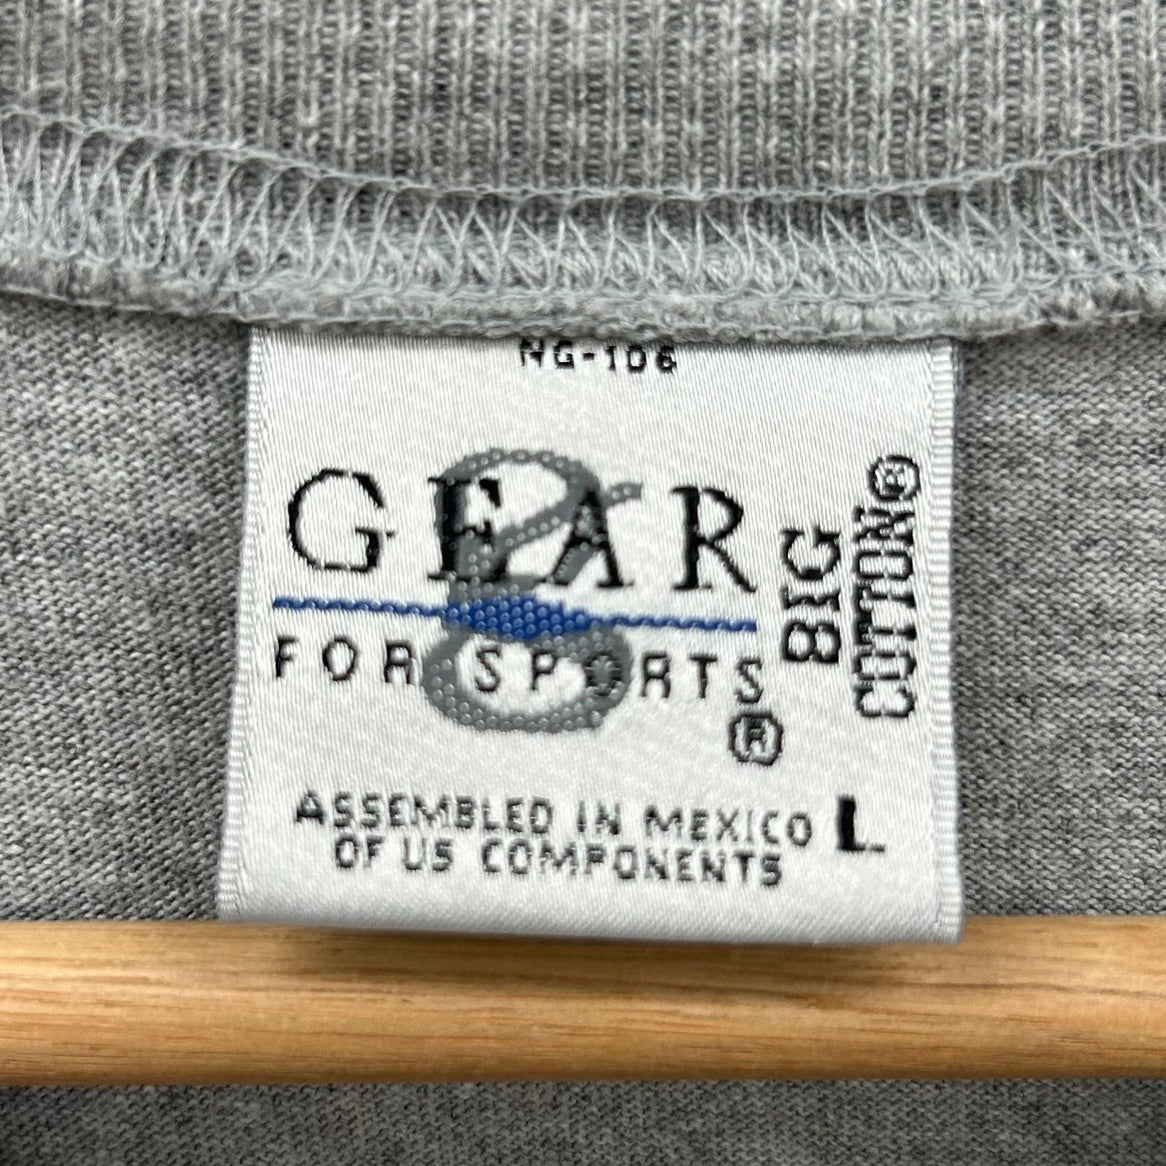 NG-106
GEAR
FOR SPORTS®
BIG
COTTON®
ASSEMBLED IN MEXICO L
OF US COMPONENTS